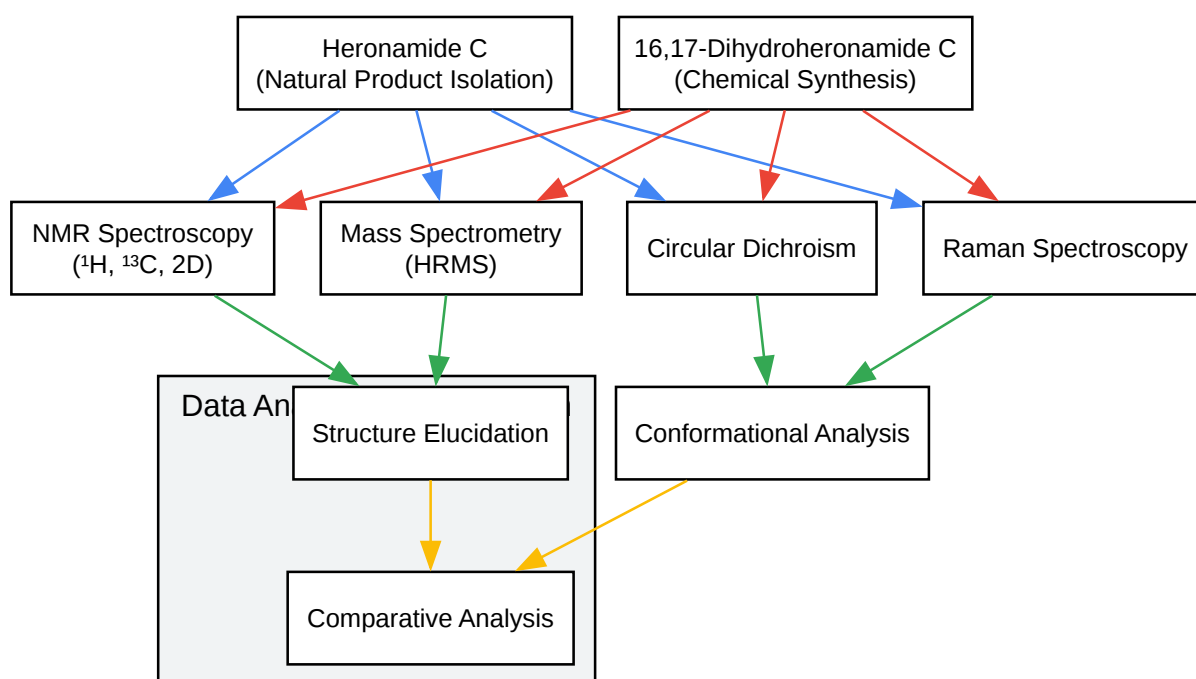 Heronamide C
(Natural Product Isolation)
16,17-Dihydroheronamide C
(Chemical Synthesis)
NMR Spectroscopy
(¹H, ¹³C, 2D)
Mass Spectrometry
(HRMS)
Circular Dichroism
Raman Spectroscopy
Data
Structure Elucidation
Conformational Analysis
Comparative Analysis